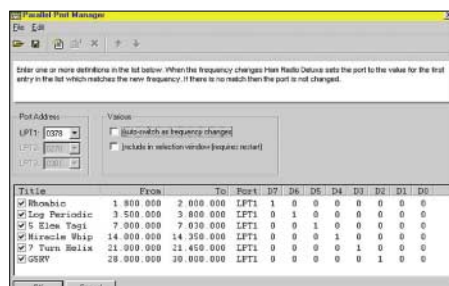 Parallel Port Manager
File Edit
Enter one or more definitions in the list below. When the frequency changes Ham Radio Deluxe sets the port to the value for the first
entry in the list which matches the new frequency. If there is no match then the port is not changed.
Port Address
Various
LPT1: 0378
Auto-switch as frequency changes
LPT2: 0278
Include in selection window (requires restart)
LPT3:
Title From To Port D7 D6 D5 D4 D3 D2 D1 D0
Rhombic 1.800.000 2.000.000 LPT1 1 0 0 0 0 0 0 0
Log Periodic 3.500.000 3.800.000 LPT1 0 1 0 0 0 0 0 0
5 Elem Yagi 7.000.000 7.030.000 LPT1 0 0 1 0 0 0 0 0
Miracle Whip 14.000.000 14.350.000 LPT1 0 0 0 1 0 0 0 0
7 Turn Helix 21.000.000 21.450.000 LPT1 0 0 0 0 1 0 0 0
G5RV 28.000.000 30.000.000 LPT1 0 0 0 0 0 1 0 0